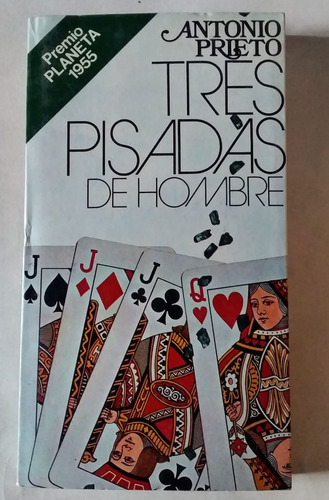 Premio
PLANETA
1955
ANTONIO
PRIETO
TRES
PISADAS
DE HOMBRE
J
J
J
Q